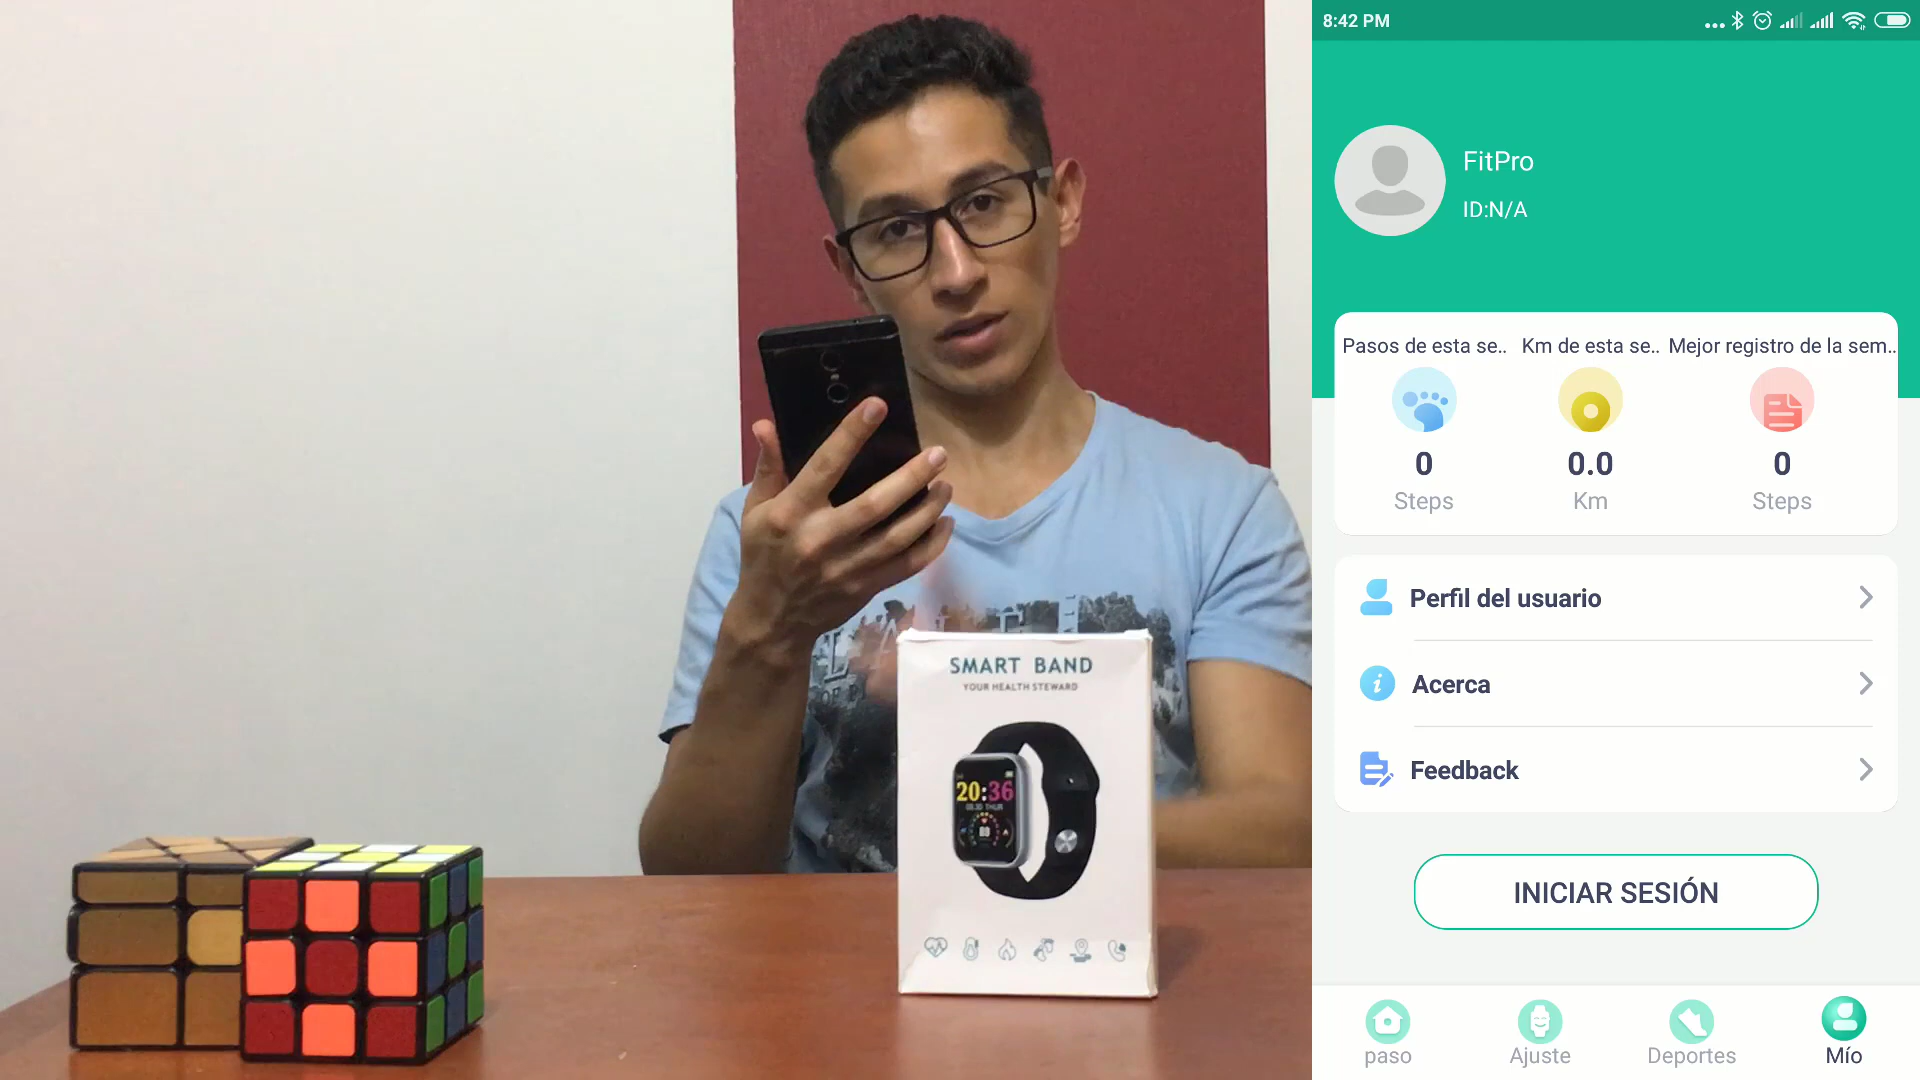 SMART BAND
YOUR HEALTH STEWARD
20:36
8:42 PM
FitPro
ID:N/A
Pasos de esta se.. Km de esta se.. Mejor registro de la sem..
0 0.0 0
Steps Km Steps
Perfil del usuario
Acerca
Feedback
INICIAR SESIÓN
paso Ajuste Deportes Mío